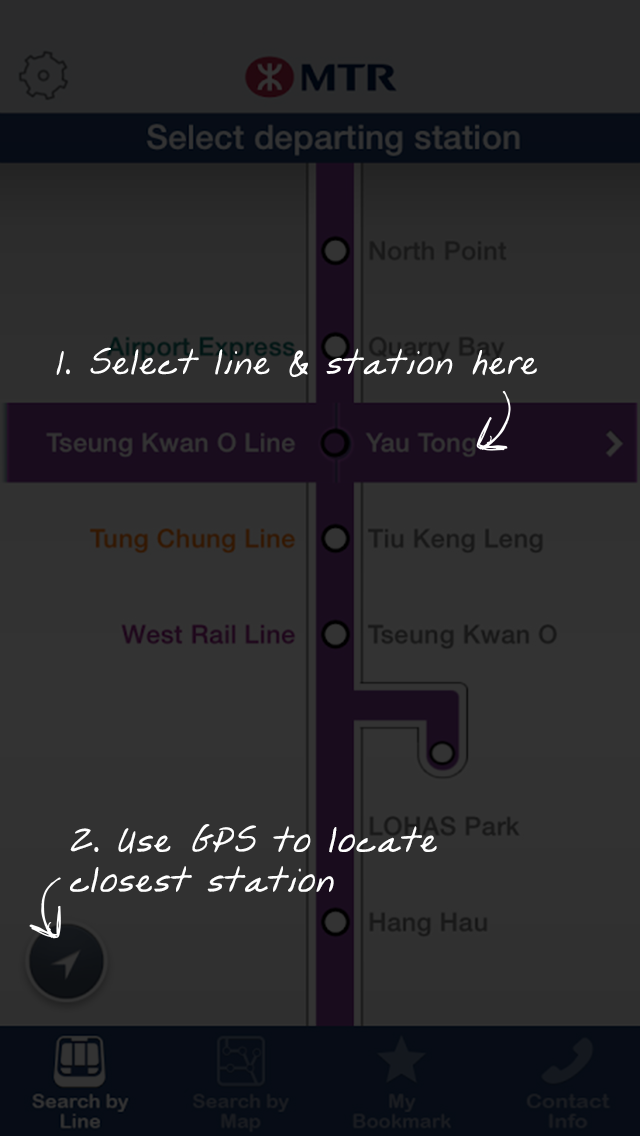 MTR
Select departing station
North Point
Airport Express Quarry Bay
1. Select line & station here
Tseung Kwan O Line Yau Tong
Tung Chung Line Tiu Keng Leng
West Rail Line Tseung Kwan O
LOHAS Park
2. Use GPS to locate
closest station
Hang Hau
Search by Line
Search by Map
My Bookmark
Contact Info